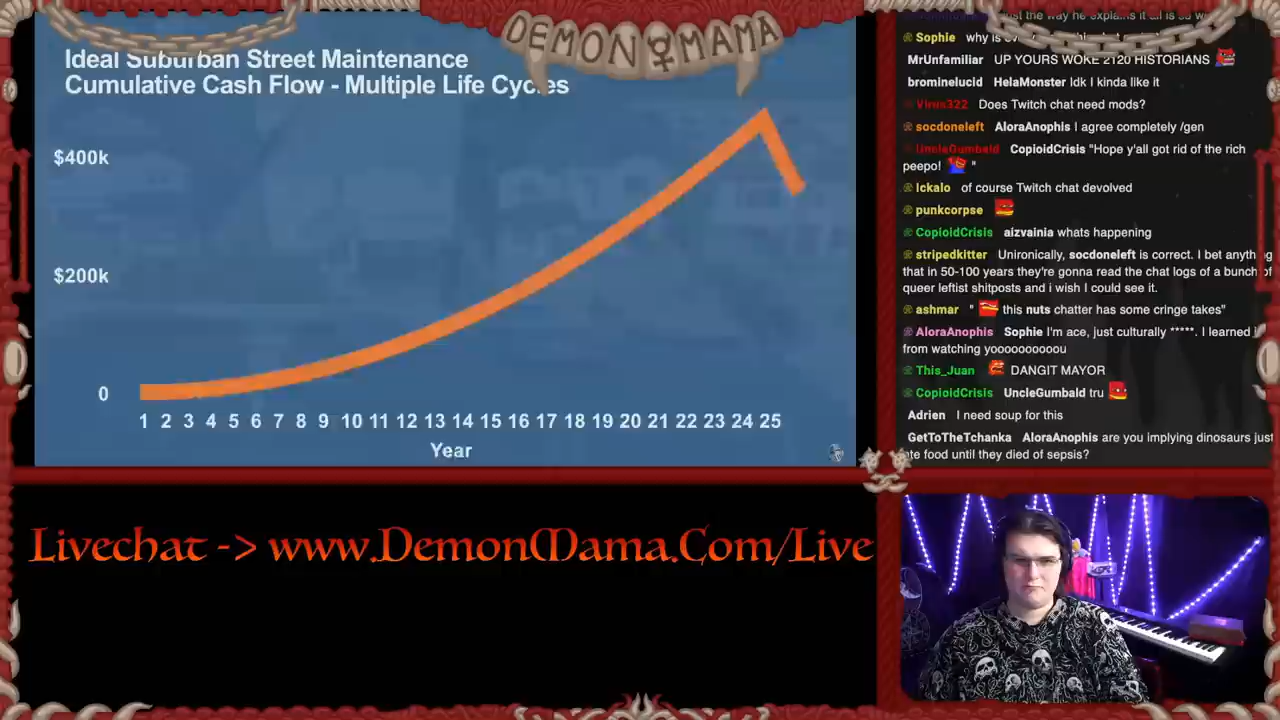 DEMON MAMA
Ideal Suburban Street Maintenance
Cumulative Cash Flow - Multiple Life Cycles
$400k
$200k
0
1 2 3 4 5 6 7 8 9 10 11 12 13 14 15 16 17 18 19 20 21 22 23 24 25
Year
Livechat -> www.DemonMama.Com/Live
Sophie why is
MrUnfamiliar UP YOURS WOKE 2120 HISTORIANS
brominelucid HelaMonster Idk I kinda like it
Virus322 Does Twitch chat need mods?
socdoneleft AloraAnophis I agree completely /gen
UncleGumbald CopioidCrisis "Hope y'all got rid of the rich
peepo! "
Ickalo of course Twitch chat devolved
punkcorpse
CopioidCrisis aízvainia whats happening
stripedkitter Unironically, socdoneleft is correct. I bet anything
that in 50-100 years they're gonna read the chat logs of a bunch of
queer leftist shitposts and i wish I could see it.
ashmar " this nuts chatter has some cringe takes"
AloraAnophis Sophie I'm ace, just culturally *****. I learned
from watching yoooooooooou
This_Juan DANGIT MAYOR
CopioidCrisis UncleGumbald tru
Adrien I need soup for this
GetToTheTchanka AloraAnophis are you implying dinosaurs just
ate food until they died of sepsis?